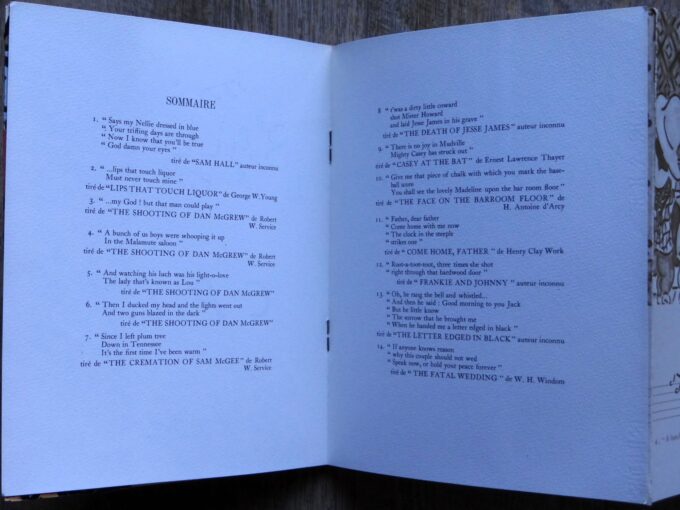 SOMMAIRE
1. " Says my Nellie dressed in blue
" Your trifling days are through
" Now I know that you'll be true
" God damn your eyes "
tiré de "SAM HALL" auteur inconnu
2. " ...lips that touch liquor
Must never touch mine "
tiré de "LIPS THAT TOUCH LIQUOR" de George W. Young
3. " ...my God ! but that man could play "
tiré de "THE SHOOTING OF DAN McGREW" de Robert
W. Service
4. " A bunch of us boys were whooping it up
In the Malamute saloon "
tiré de "THE SHOOTING OF DAN McGREW" de Robert
W. Service
5. " And watching his luch was his light-o-love
The lady that's known as Lou "
tiré de "THE SHOOTING OF DAN McGREW"
6. " Then I ducked my head and the lights went out
And two guns blazed in the dark "
tiré de "THE SHOOTING OF DAN McGREW"
7. " Since I left plum tree
Down in Tennessee
It's the first time I've been warm "
tiré de "THE CREMATION OF SAM McGEE" de Robert
W. Service
8. " t'was a dirty little coward
shot Mister Howard
and laid Jesse James in his grave "
tiré de "THE DEATH OF JESSE JAMES" auteur inconnu
9. " There is no joy in Mudville
Mighty Casey has struck out "
tiré de "CASEY AT THE BAT" de Ernest Lawrence Thayer
10. " Give me that piece of chalk with which you mark the base-
ball score
You shall see the lovely Madeleine upon the bar room floor "
tiré de "THE FACE ON THE BARROOM FLOOR" de
H. Antoine d'Arcy
11. " Father, dear father
" Come home with me now
" The clock in the steeple
" strikes one "
tiré de "COME HOME, FATHER" de Henry Clay Work
12. " Root-a-toot-toot, three times she shot
" right through that hardwood door "
tiré de " FRANKIE AND JOHNNY " auteur inconnu
13. " Oh, he rang the bell and whistled...
" And then he said : Good morning to you Jack
" But he little know
" The sorrow that he brought me
" When he handed me a letter edged in black "
tiré de "THE LETTER EDGED IN BLACK" auteur inconnu
14. " If anyone knows reason
" why this couple should not wed
" Speak now, or hold your peace forever "
tiré de " THE FATAL WEDDING " de W. H. Windom